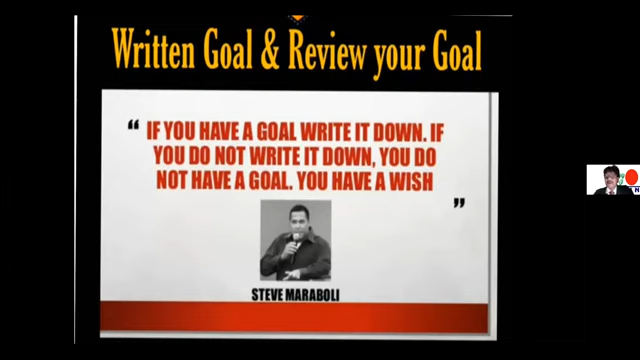 Written Goal & Review your Goal
“ IF YOU HAVE A GOAL WRITE IT DOWN. IF
YOU DO NOT WRITE IT DOWN, YOU DO
NOT HAVE A GOAL. YOU HAVE A WISH
”
STEVE MARABOLI